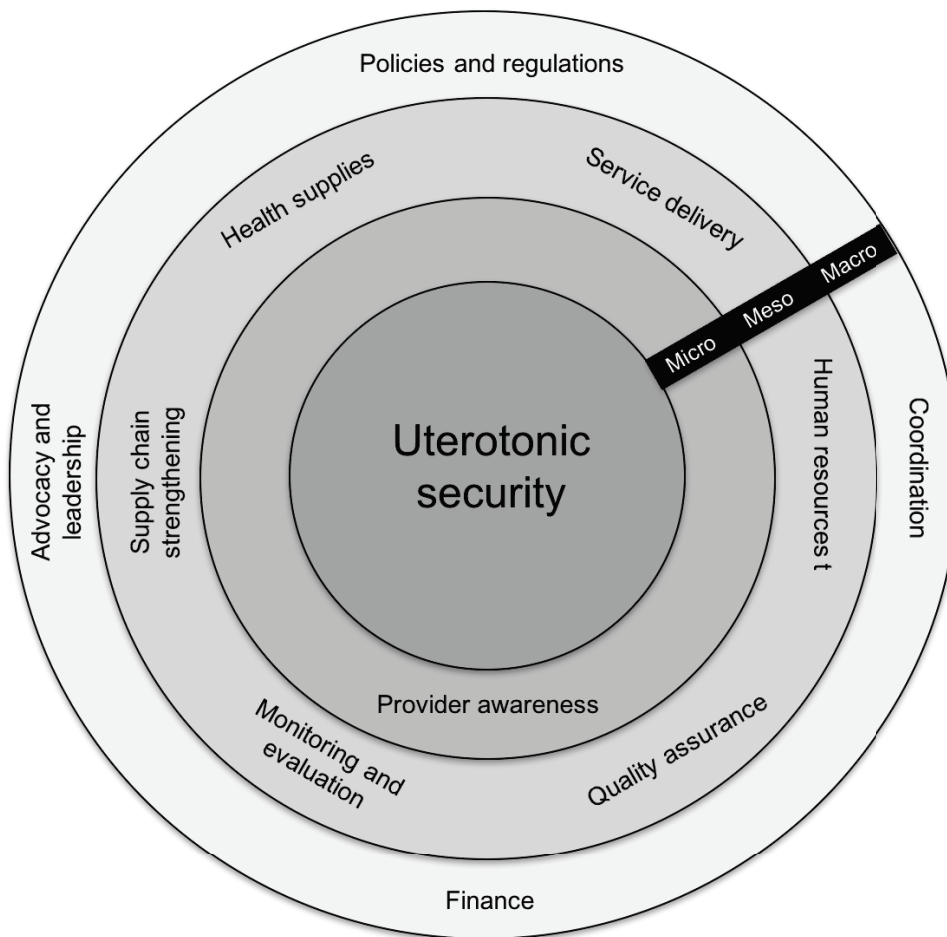 Policies and regulations
Health supplies
Service delivery
Macro
Meso
Micro
Advocacy and
leadership
Supply chain
strengthening
Uterotonic
security
Human resources t
Coordination
Provider awareness
Monitoring and
evaluation
Quality assurance
Finance